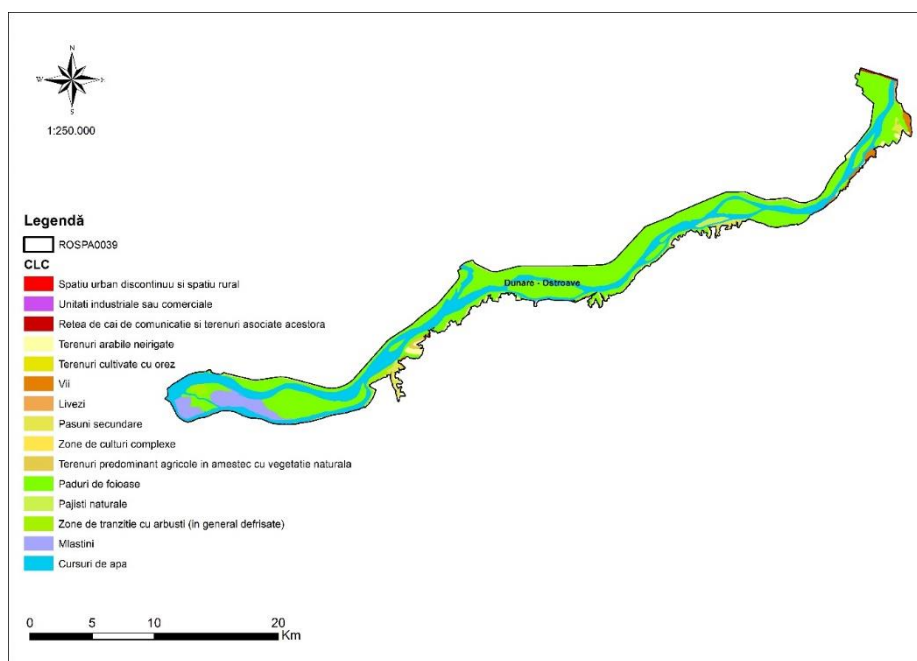 N
W
E
S
1:250.000
Dunare - Ostroave
Legendă
ROSPA0039
CLC
Spatiu urban discontinuu si spatiu rural
Unitati industriale sau comerciale
Retea de cai de comunicatie si terenuri asociate acestora
Terenuri arabile neirigate
Terenuri cultivate cu orez
Vii
Livezi
Pasuni secundare
Zone de culturi complexe
Terenuri predominant agricole in amestec cu vegetatie naturala
Paduri de foioase
Pajisti naturale
Zone de tranzitie cu arbusti (in general defrisate)
Mlastini
Cursuri de apa
0 5 10 20
Km